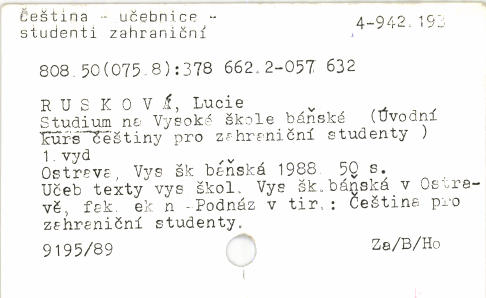 čeština - učebnice -
studenti zahraniční
4-942.193
808.50(075.8):378 662.2-057 632
R U S K O V Á, Lucie
Studium na Vysoké škole báňské (Úvodní
kurs češtiny pro zahraniční studenty )
1. vyd
Ostrava, Vys šk báňská 1988. 50 s.
Učeb texty vys škol. Vys šk.báňská v Ostra-
vě, fak. ek n -Podnáz v tir.: Čeština pro
zahraniční studenty.
9195/89
Za/B/Ho